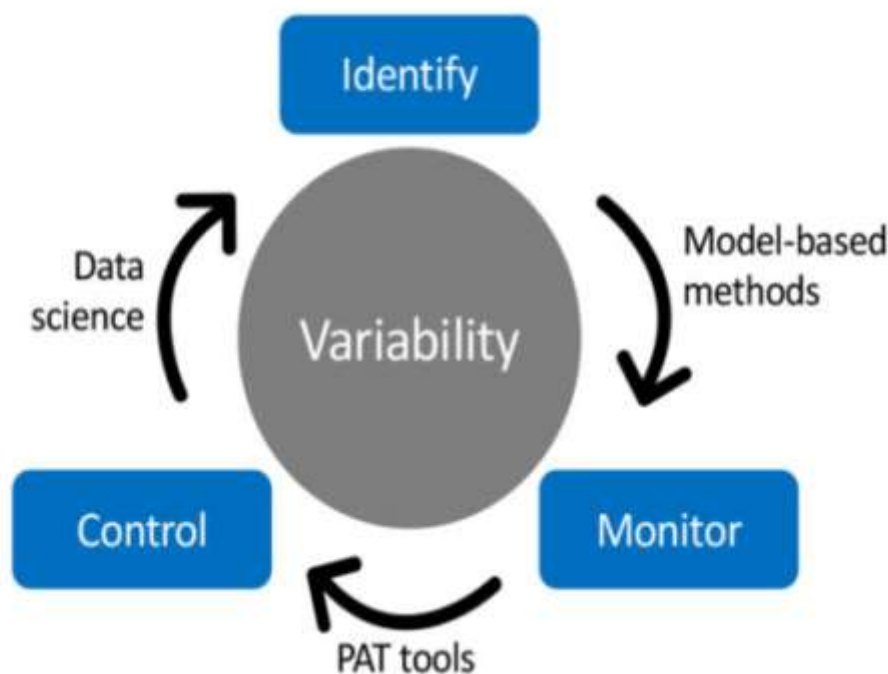 Identify
Data
science
Model-based
methods
Variability
Control
Monitor
PAT tools